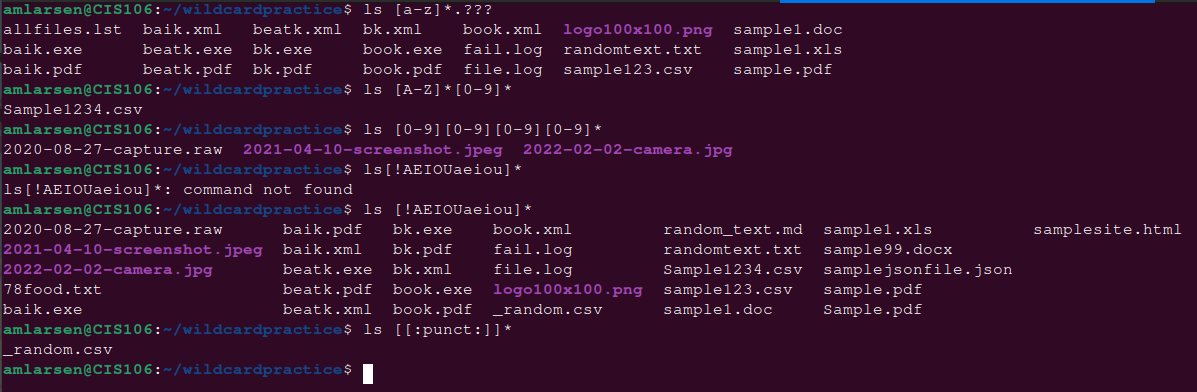 amlarsen@CIS106:~/wildcardpractice$ ls [a-z]*.???
allfiles.lst  baik.xml   beatk.xml  bk.xml   book.xml  logo100x100.png  sample1.doc
baik.exe      beatk.exe  bk.exe     book.exe  fail.log  randomtext.txt   sample1.xls
baik.pdf      beatk.pdf  bk.pdf     book.pdf  file.log  sample123.csv    sample.pdf
amlarsen@CIS106:~/wildcardpractice$ ls [A-Z]*[0-9]*
Sample1234.csv
amlarsen@CIS106:~/wildcardpractice$ ls [0-9][0-9][0-9][0-9]*
2020-08-27-capture.raw  2021-04-10-screenshot.jpeg  2022-02-02-camera.jpg
amlarsen@CIS106:~/wildcardpractice$ ls[!AEIOUaeiou]*
ls[!AEIOUaeiou]*: command not found
amlarsen@CIS106:~/wildcardpractice$ ls [!AEIOUaeiou]*
2020-08-27-capture.raw      baik.pdf   bk.exe    book.xml         random_text.md  sample1.xls          samplesite.html
2021-04-10-screenshot.jpeg  baik.xml   bk.pdf    fail.log         randomtext.txt  sample99.docx
2022-02-02-camera.jpg       beatk.exe  bk.xml    file.log         Sample1234.csv  samplejsonfile.json
78food.txt                  beatk.pdf  book.exe  logo100x100.png  sample123.csv   sample.pdf
baik.exe                    beatk.xml  book.pdf  _random.csv      sample1.doc     Sample.pdf
amlarsen@CIS106:~/wildcardpractice$ ls [[:punct:]]*
_random.csv
amlarsen@CIS106:~/wildcardpractice$